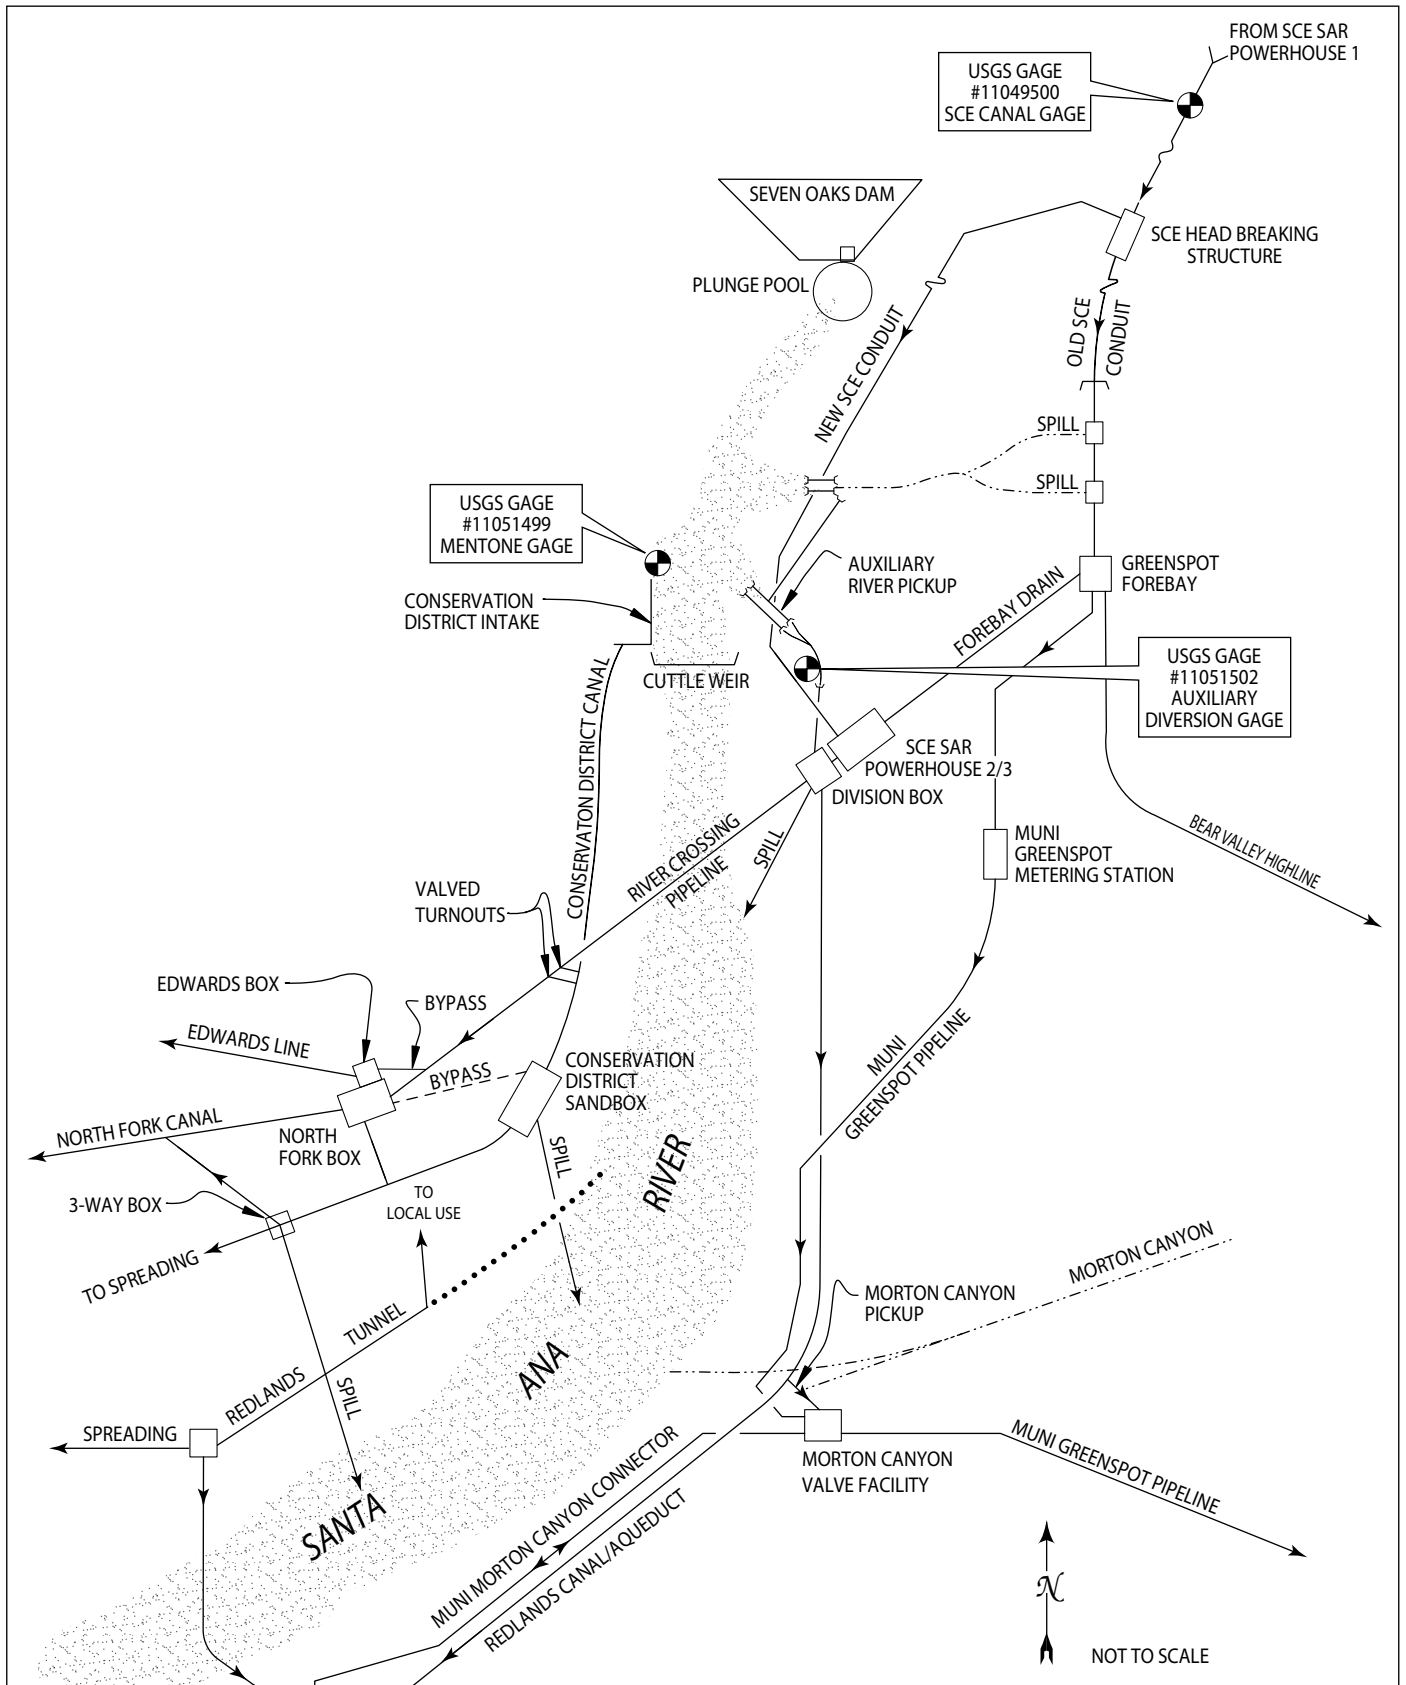 FROM SCE SAR
POWERHOUSE 1
USGS GAGE
#11049500
SCE CANAL GAGE
SEVEN OAKS DAM
SCE HEAD BREAKING
STRUCTURE
PLUNGE POOL
NEW SCE CONDUIT
OLD SCE
CONDUIT
SPILL
SPILL
USGS GAGE
#11051499
MENTONE GAGE
AUXILIARY
RIVER PICKUP
GREENSPOT
FOREBAY
FOREBAY DRAIN
CONSERVATION
DISTRICT INTAKE
USGS GAGE
#11051502
AUXILIARY
DIVERSION GAGE
CUTTLE WEIR
CONSERVATON DISTRICT CANAL
SCE SAR
POWERHOUSE 2/3
DIVISION BOX
RIVER CROSSING
PIPELINE
SPILL
MUNI
GREENSPOT
METERING STATION
BEAR VALLEY HIGHLINE
VALVED
TURNOUTS
EDWARDS BOX
BYPASS
EDWARDS LINE
BYPASS
CONSERVATION
DISTRICT
SANDBOX
MUNI
GREENSPOT PIPELINE
NORTH FORK CANAL
NORTH
FORK BOX
SPILL
RIVER
3-WAY BOX
TO
LOCAL USE
TO SPREADING
MORTON CANYON
MORTON CANYON
PICKUP
TUNNEL
ANA
REDLANDS
SPILL
SPREADING
MUNI MORTON CANYON CONNECTOR
MORTON CANYON
VALVE FACILITY
MUNI GREENSPOT PIPELINE
SANTA
REDLANDS CANAL/AQUEDUCT
N
NOT TO SCALE